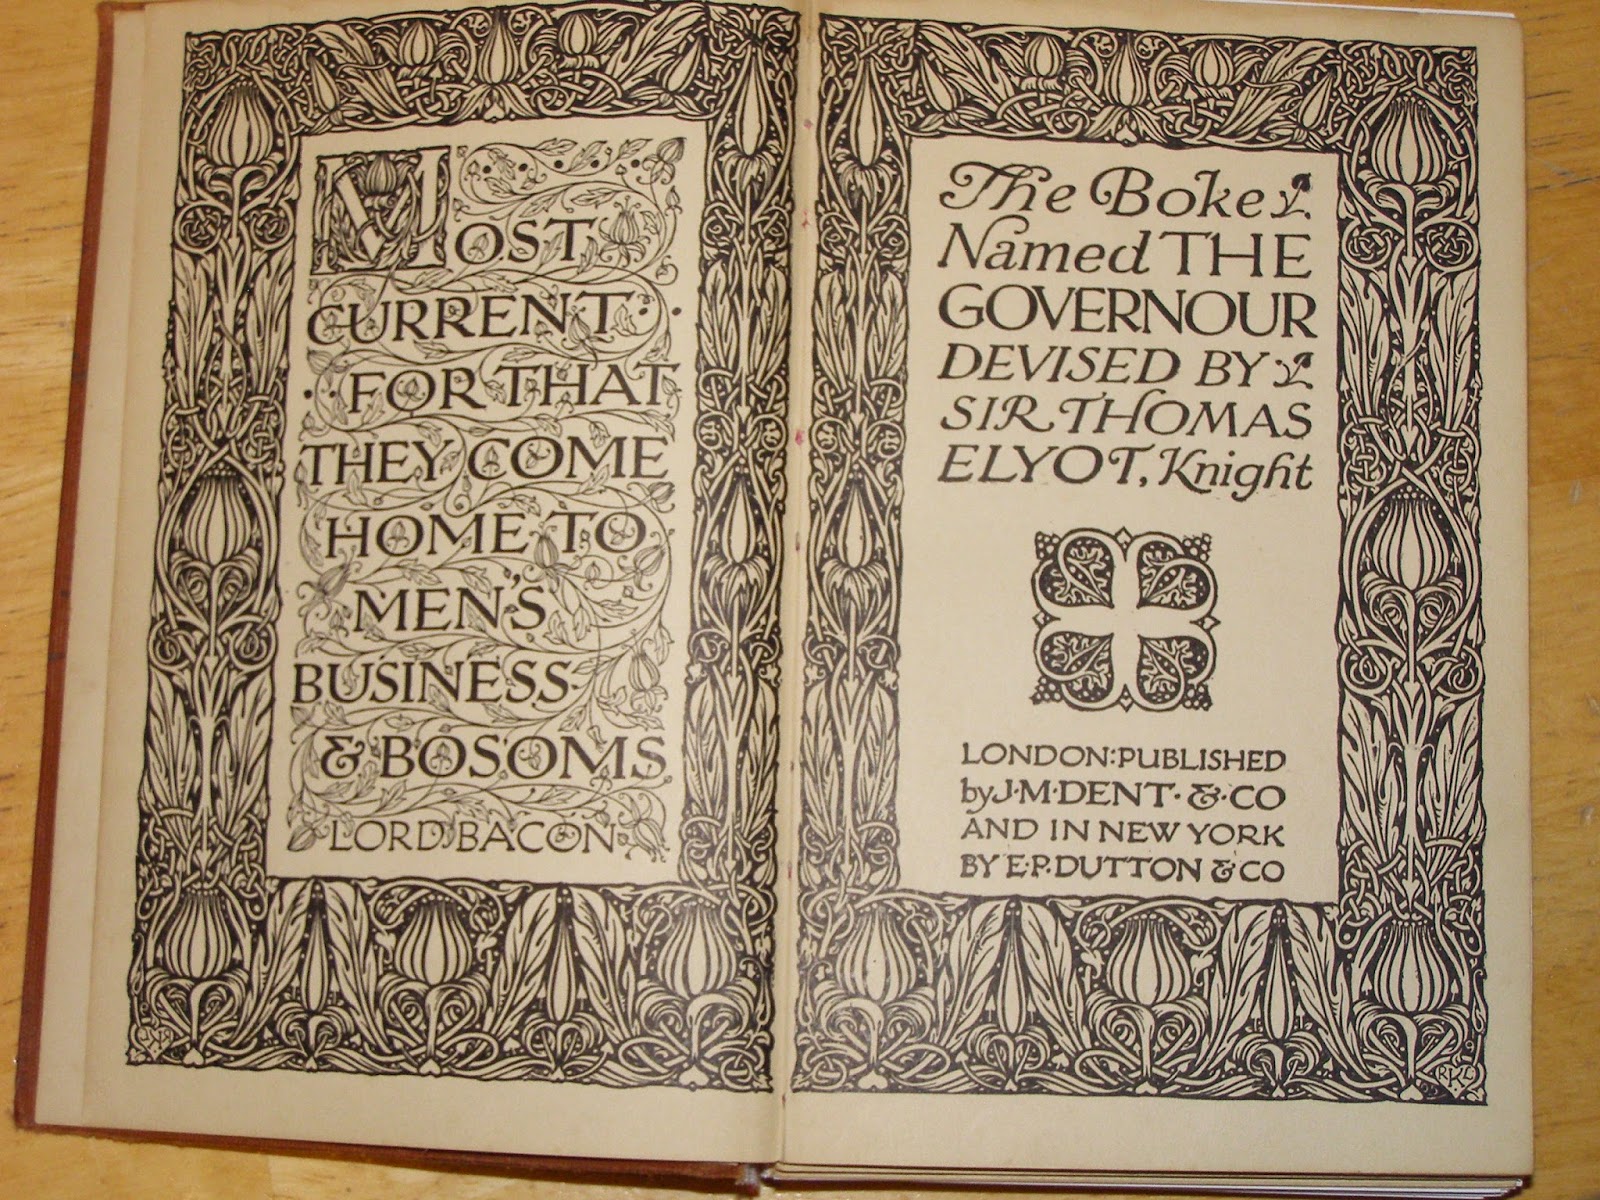 MOST
CURRENT
FOR THAT
THEY COME
HOME TO
MEN'S
BUSINESS
& BOSOMS
LORD BACON
The Boke
Named THE
GOVERNOUR
DEVISED BY
SIR THOMAS
ELYOT, Knight
LONDON: PUBLISHED
by J·M·DENT·&·CO
AND IN NEW YORK
BY E·P·DUTTON & CO
RLK